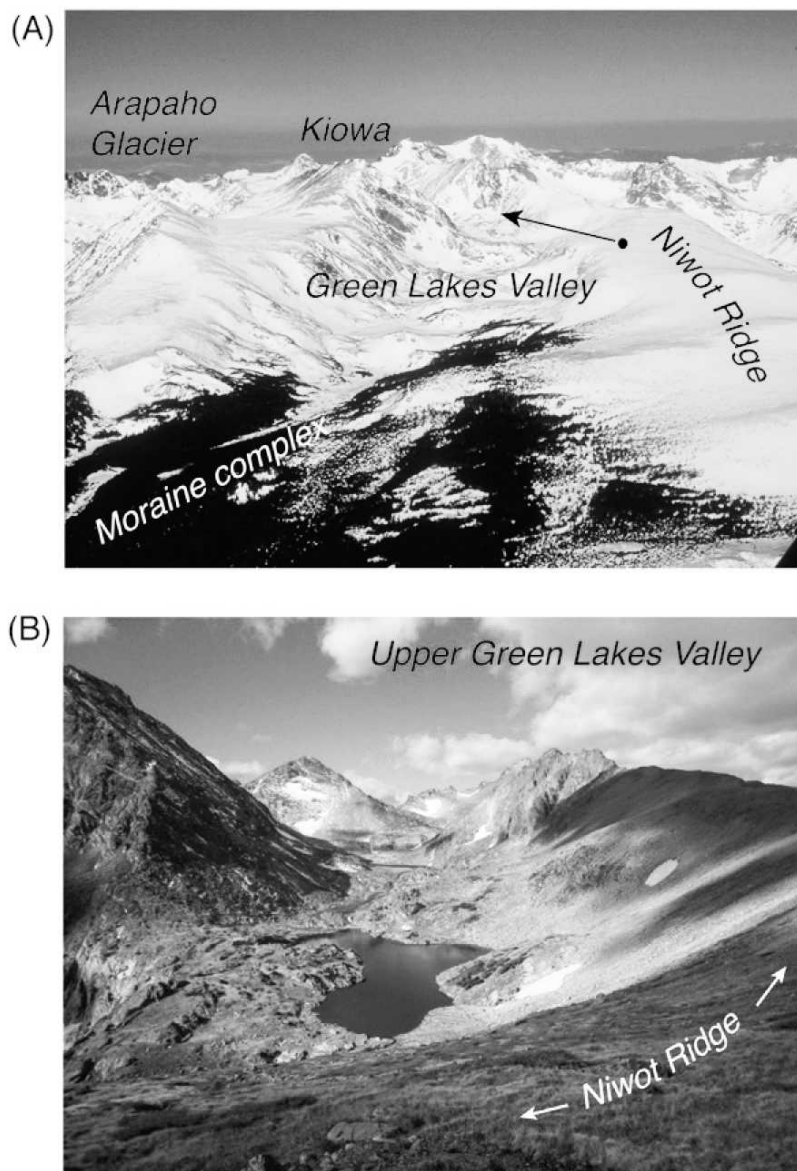 (A)
Arapaho
Glacier
Kiowa
Niwot Ridge
Green Lakes Valley
Moraine complex
(B)
Upper Green Lakes Valley
Niwot Ridge